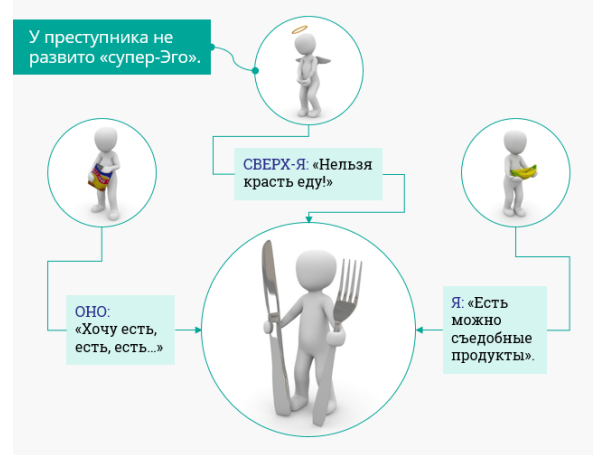 У преступника не
развито «супер-Эго».
СВЕРХ-Я: «Нельзя
красть еду!»
ОНО:
«Хочу есть,
есть, есть...»
Я: «Есть
можно
съедобные
продукты».